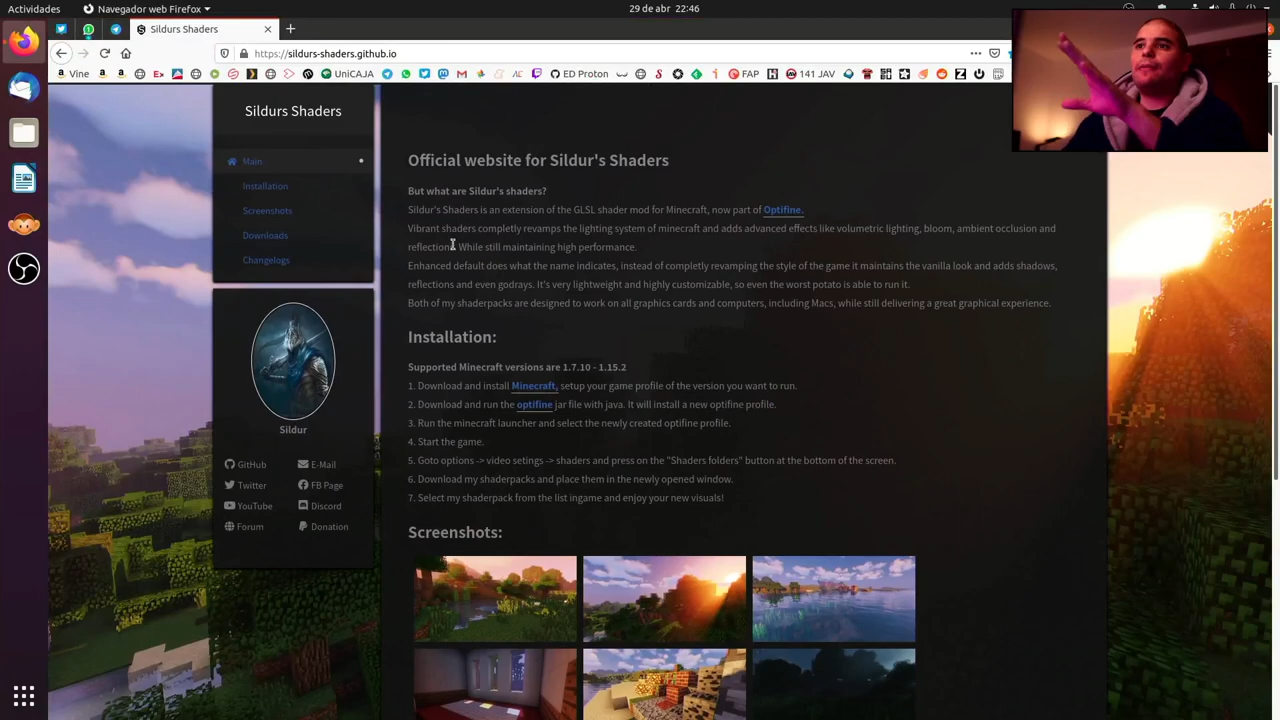 Actividades
Navegador web Firefox
29 de abr 22:46
Sildurs Shaders
https://sildurs-shaders.github.io
Vine
Ex
UniCAJA
ED Proton
FAP
141 JAV
Sildurs Shaders
Main
Installation
Screenshots
Downloads
Changelogs
Sildur
GitHub
E-Mail
Twitter
FB Page
YouTube
Discord
Forum
Donation
Official website for Sildur's Shaders
But what are Sildur's shaders?
Sildur's Shaders is an extension of the GLSL shader mod for Minecraft, now part of Optifine.
Vibrant shaders completly revamps the lighting system of minecraft and adds advanced effects like volumetric lighting, bloom, ambient occlusion and
reflections. While still maintaining high performance.
Enhanced default does what the name indicates, instead of completly revamping the style of the game it maintains the vanilla look and adds shadows,
reflections and even godrays. It's very lightweight and highly customizable, so even the worst potato is able to run it.
Both of my shaderpacks are designed to work on all graphics cards and computers, including Macs, while still delivering a great graphical experience.
Installation:
Supported Minecraft versions are 1.7.10 - 1.15.2
1. Download and install Minecraft, setup your game profile of the version you want to run.
2. Download and run the optifine jar file with java. It will install a new optifine profile.
3. Run the minecraft launcher and select the newly created optifine profile.
4. Start the game.
5. Goto options -> video setings -> shaders and press on the "Shaders folders" button at the bottom of the screen.
6. Download my shaderpacks and place them in the newly opened window.
7. Select my shaderpack from the list ingame and enjoy your new visuals!
Screenshots: